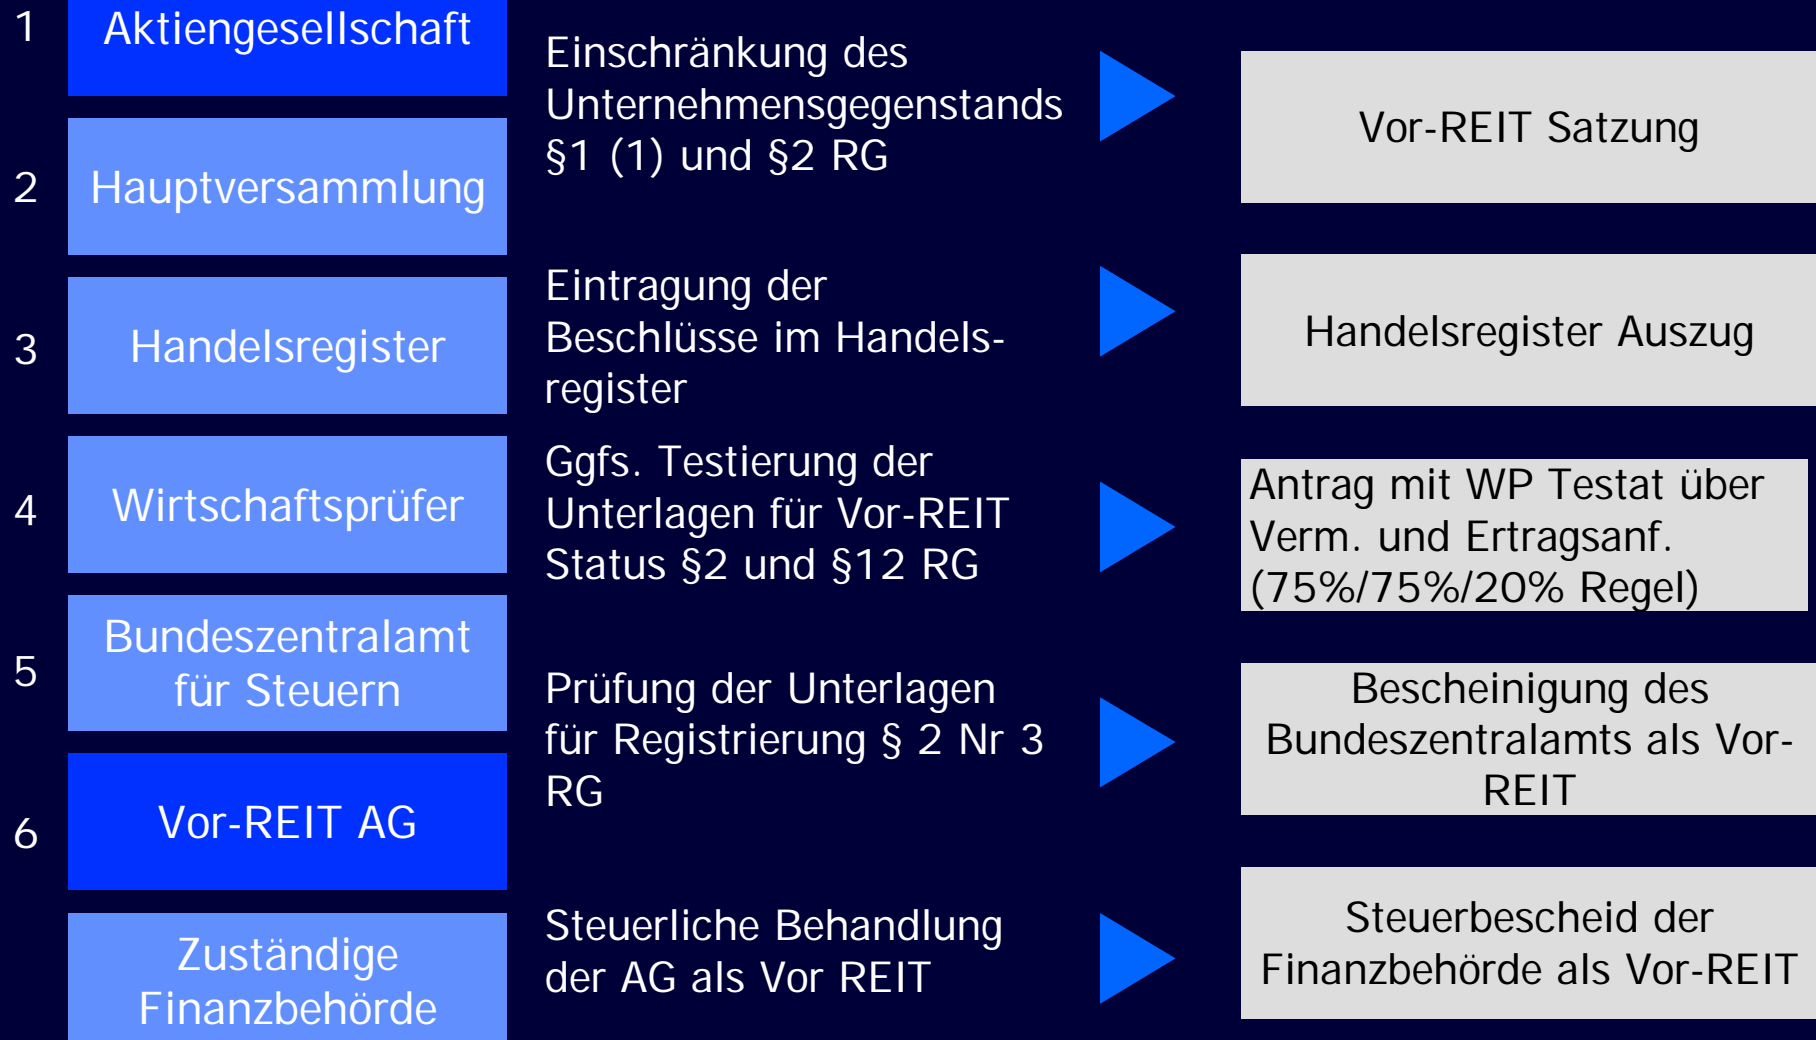 1
Aktiengesellschaft
2
Hauptversammlung
3
Handelsregister
4
Wirtschaftsprüfer
5
Bundeszentralamt
für Steuern
6
Vor-REIT AG
Zuständige
Finanzbehörde
Einschränkung des
Unternehmensgegenstands
§1 (1) und §2 RG
Vor-REIT Satzung
Eintragung der
Beschlüsse im Handels-
register
Handelsregister Auszug
Ggfs. Testierung der
Unterlagen für Vor-REIT
Status §2 und §12 RG
Antrag mit WP Testat über
Verm. und Ertragsanf.
(75%/75%/20% Regel)
Prüfung der Unterlagen
für Registrierung § 2 Nr 3
RG
Bescheinigung des
Bundeszentralamts als Vor-
REIT
Steuerliche Behandlung
der AG als Vor REIT
Steuerbescheid der
Finanzbehörde als Vor-REIT